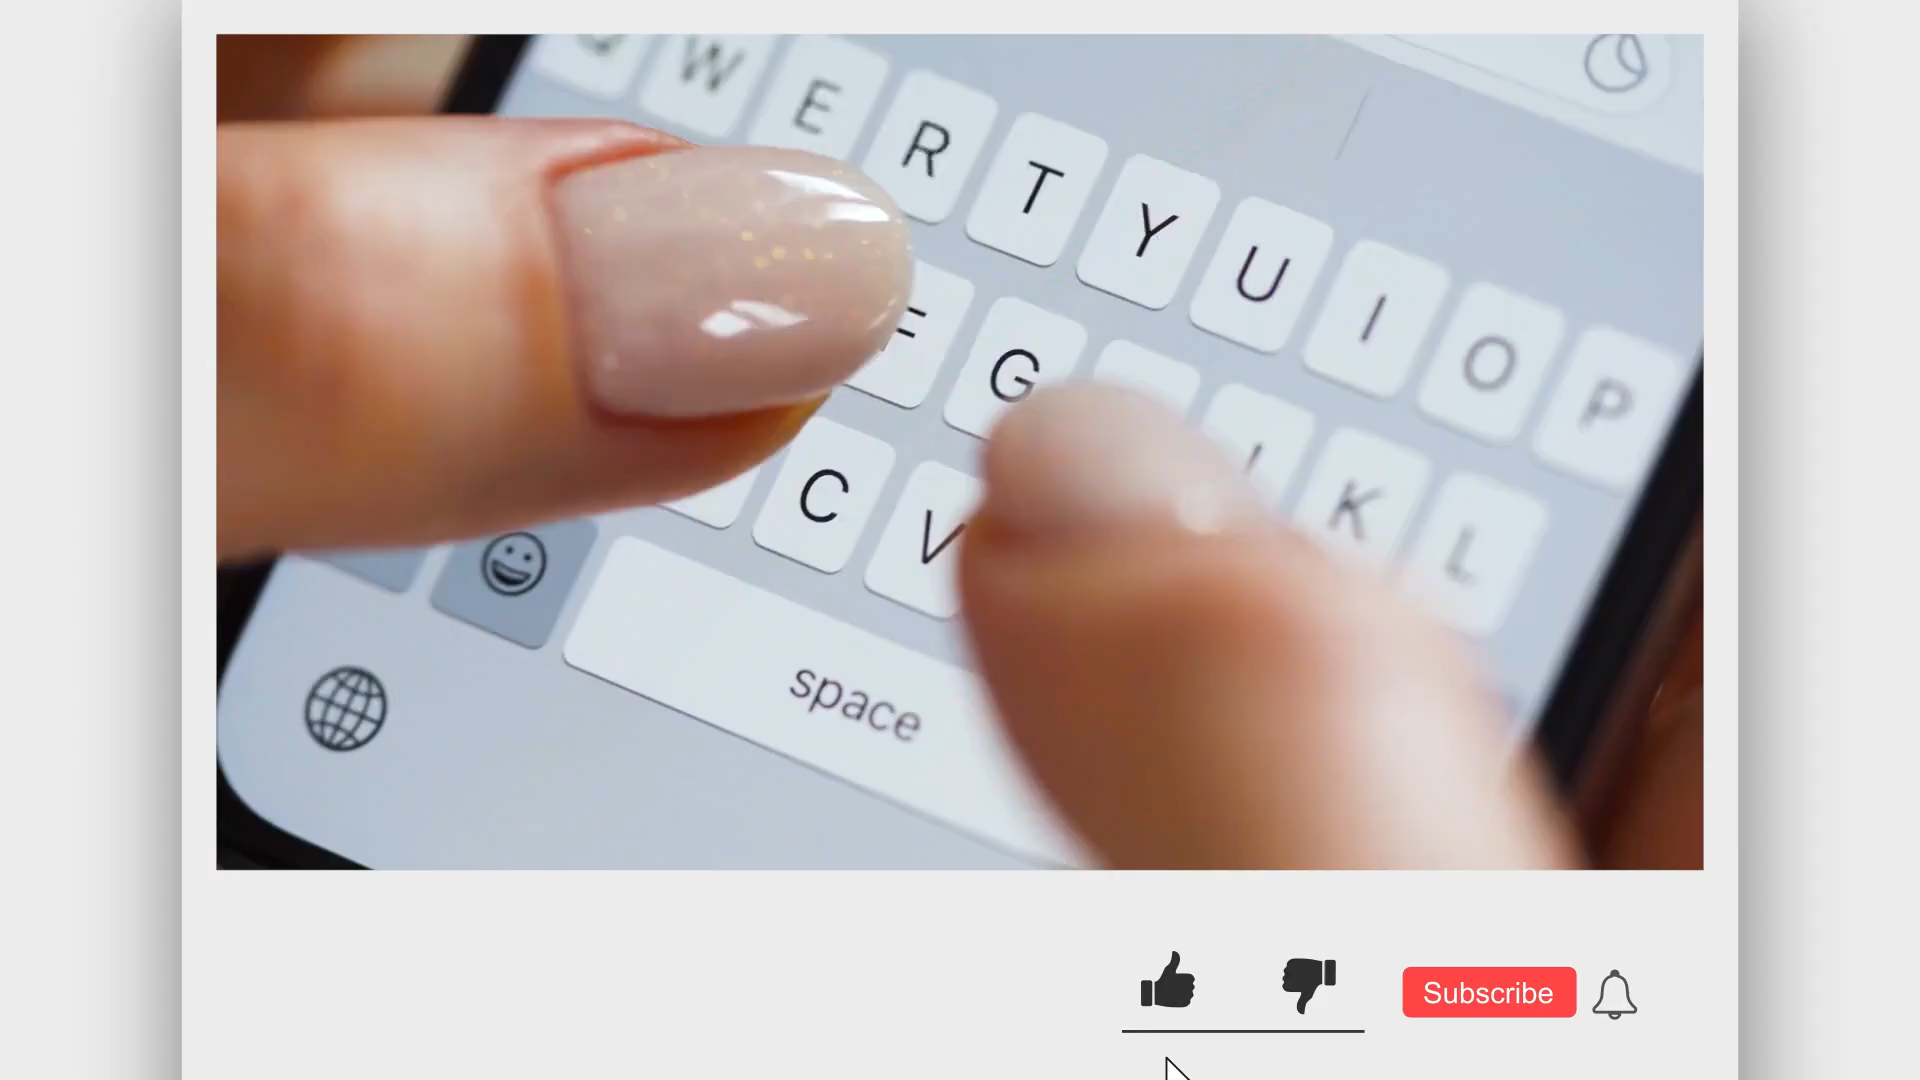 Q W E R T Y U I O P
F G J K L
C V
space
Subscribe